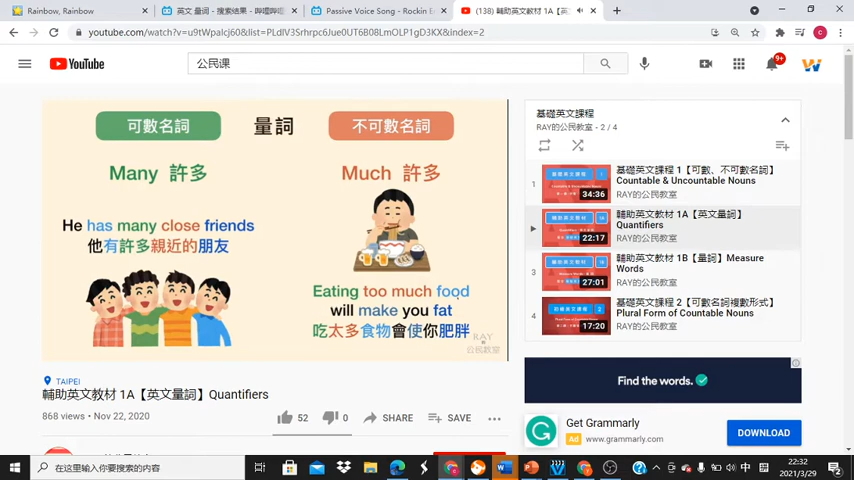 Rainbow, Rainbow
英文 量词 - 搜索结果 - 哔哩哔哩
Passive Voice Song - Rockin E
(138) 輔助英文教材 1A【英
youtube.com/watch?v=u9tWpaIcj60&list=PLdIV3Srhrpc6Jue0UT6B08LmOLP1gD3KX&index=2
YouTube
公民课
9+
可數名詞
量詞
不可數名詞
Many 許多
Much 許多
He has many close friends
他有許多親近的朋友
Eating too much food
will make you fat
吃太多食物會使你肥胖
RAY
公民教室
基礎英文課程
RAY的公民教室 - 2 / 4
1
34:36
基礎英文課程 1【可數、不可數名詞】
Countable & Uncountable Nouns
RAY的公民教室
22:17
輔助英文教材 1A【英文量詞】
Quantifiers
RAY的公民教室
3
27:01
輔助英文教材 1B【量詞】Measure
Words
RAY的公民教室
4
17:20
基礎英文課程 2【可數名詞複數形式】
Plural Form of Countable Nouns
RAY的公民教室
TAIPEI
輔助英文教材 1A【英文量詞】Quantifiers
868 views • Nov 22, 2020
52
0
SHARE
SAVE
Find the words.
Get Grammarly
Ad www.grammarly.com
DOWNLOAD
在这里输入你要搜索的内容
中
22:32
2021/3/29
2